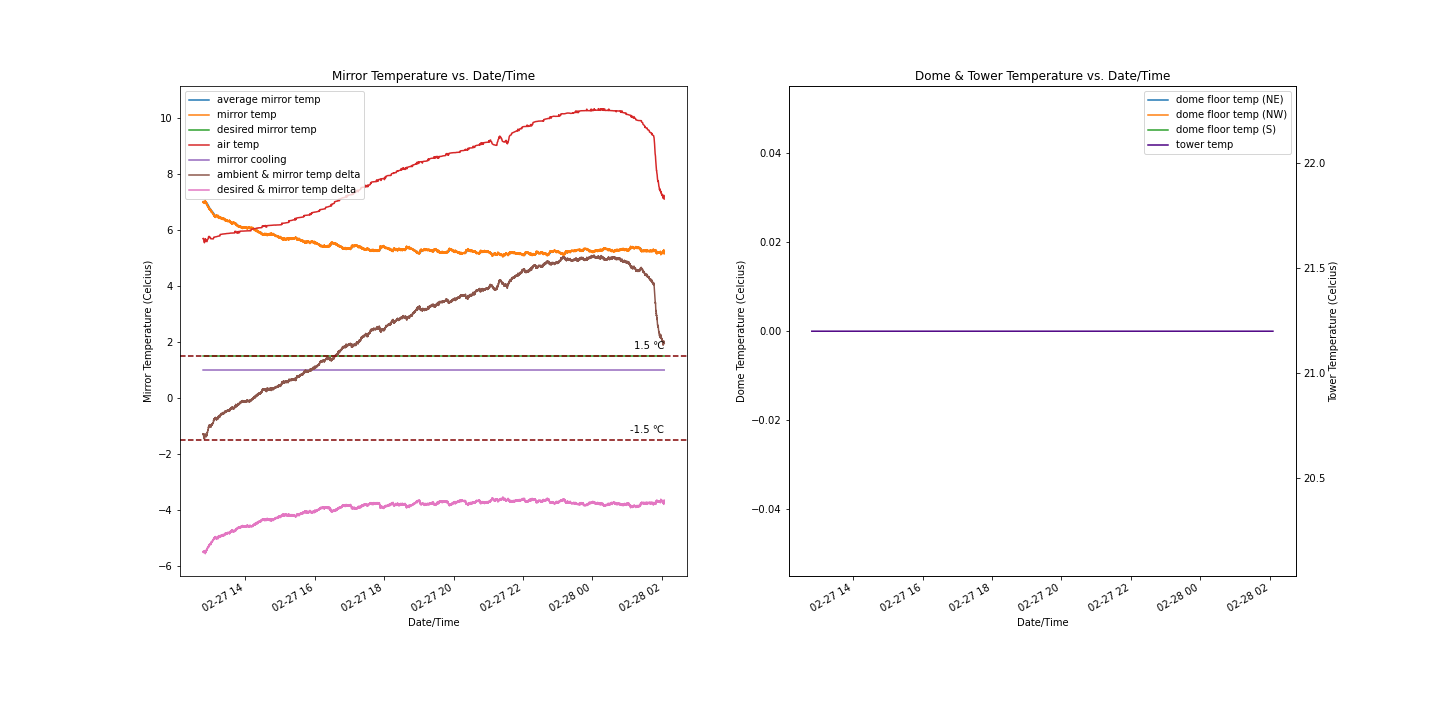 Mirror Temperature vs. Date/Time
average mirror temp
mirror temp
desired mirror temp
air temp
mirror cooling
ambient & mirror temp delta
desired & mirror temp delta
10
8
6
4
2
0
−2
−4
−6
Mirror Temperature (Celcius)
1.5 °C
-1.5 °C
02-27 14
02-27 16
02-27 18
02-27 20
02-27 22
02-28 00
02-28 02
Date/Time
Dome & Tower Temperature vs. Date/Time
dome floor temp (NE)
dome floor temp (NW)
dome floor temp (S)
tower temp
0.04
0.02
0.00
−0.02
−0.04
Dome Temperature (Celcius)
22.0
21.5
21.0
20.5
Tower Temperature (Celcius)
02-27 14
02-27 16
02-27 18
02-27 20
02-27 22
02-28 00
02-28 02
Date/Time